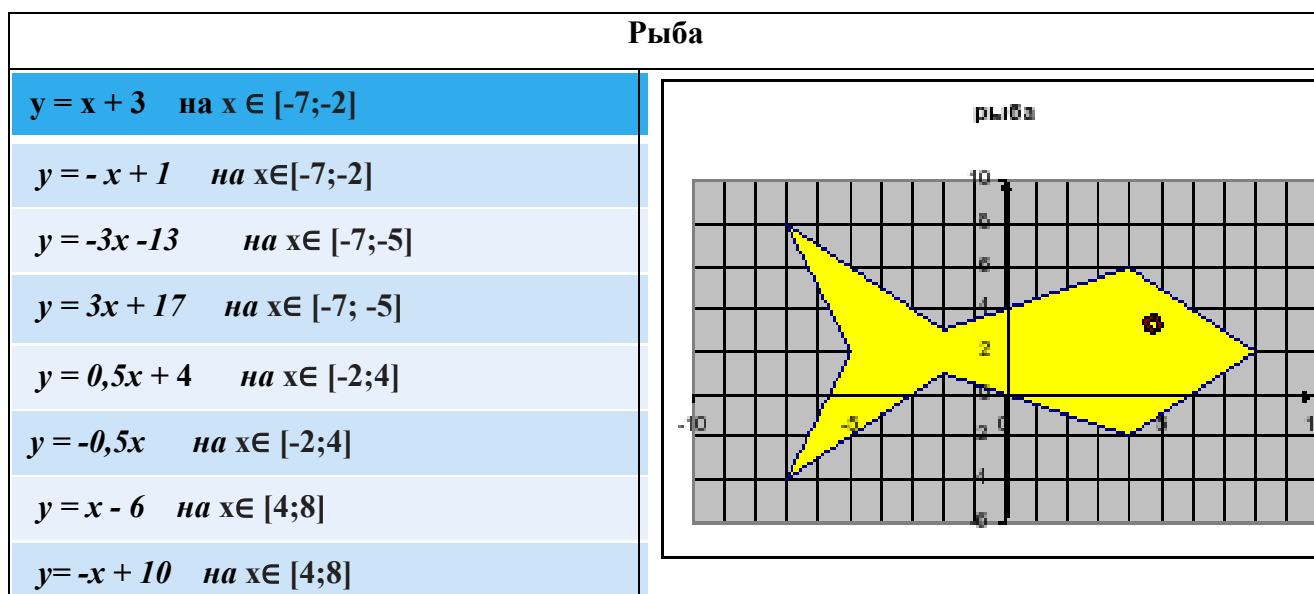 Рыба
y = x + 3 на x ∈ [-7;-2]
y = - x + 1 на x∈[-7;-2]
y = -3x -13 на x∈ [-7;-5]
y = 3x + 17 на x∈ [-7; -5]
y = 0,5x + 4 на x∈ [-2;4]
y = -0,5x на x∈ [-2;4]
y = x - 6 на x∈ [4;8]
y= -x + 10 на x∈ [4;8]
рыба
10
8
6
4
2
0
-10 -5 0 5 1
-2
-4
-6